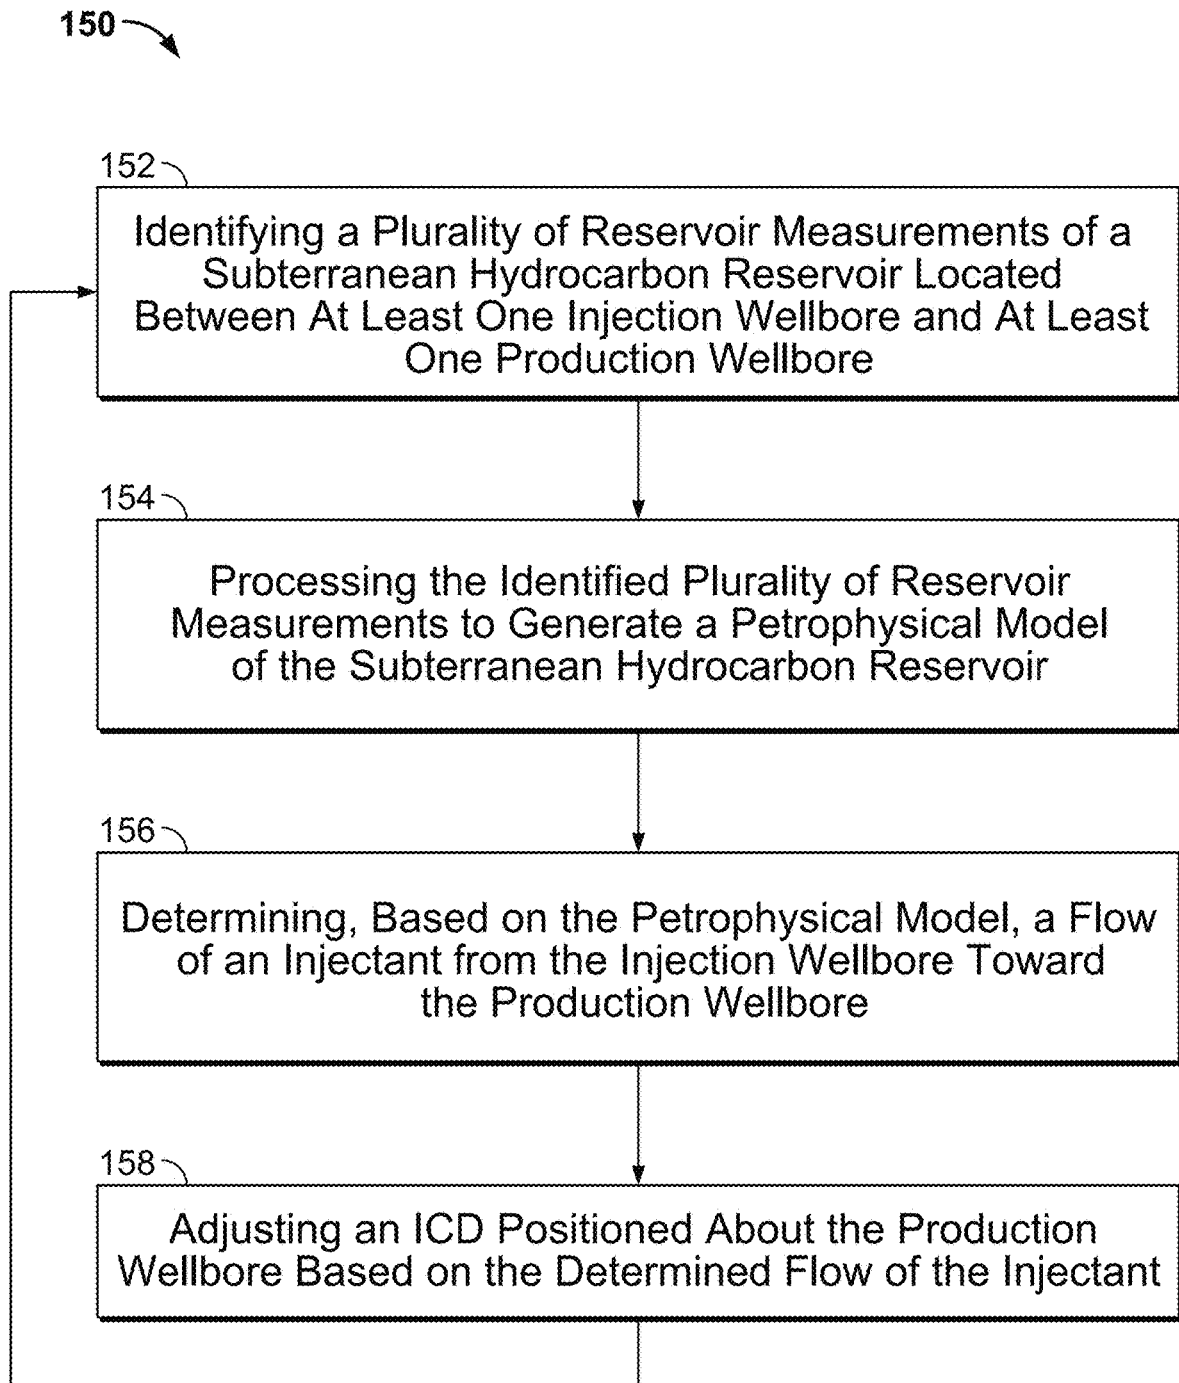 150
152
Identifying a Plurality of Reservoir Measurements of a
Subterranean Hydrocarbon Reservoir Located
Between At Least One Injection Wellbore and At Least
One Production Wellbore
154
Processing the Identified Plurality of Reservoir
Measurements to Generate a Petrophysical Model
of the Subterranean Hydrocarbon Reservoir
156
Determining, Based on the Petrophysical Model, a Flow
of an Injectant from the Injection Wellbore Toward
the Production Wellbore
158
Adjusting an ICD Positioned About the Production
Wellbore Based on the Determined Flow of the Injectant